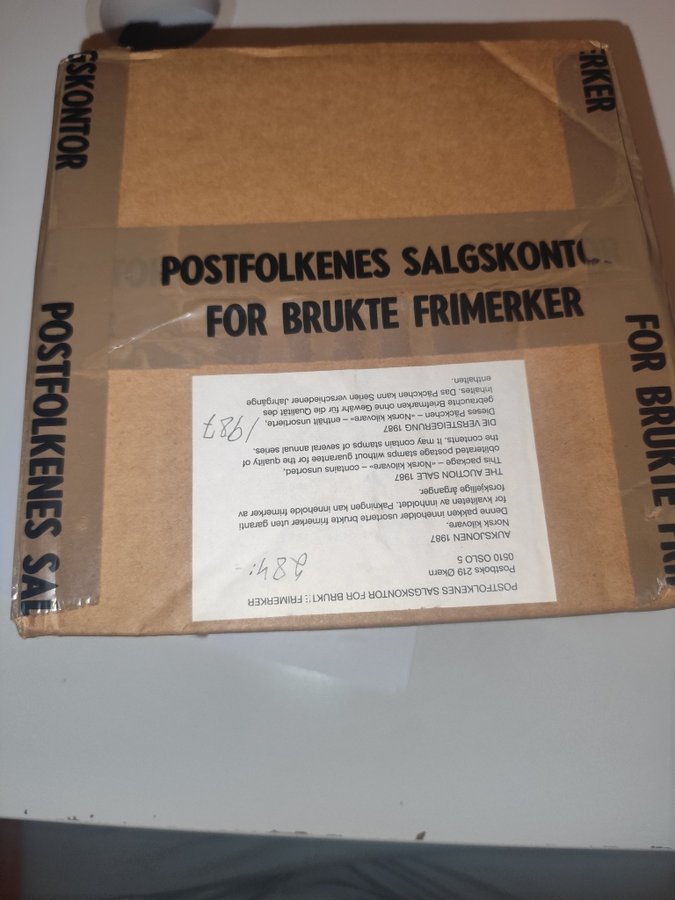 GSKONTOR
ERKER
POSTFOLKENES SALGSKONTO
FOR BRUKTE FRIMERKER
POSTFOLKENES SAL
FOR BRUKTE FRI
POSTFOLKENES SALGSKONTOR FOR BRUKTE FRIMERKER
Postboks 219 Økern
0510 OSLO 5
284:-
AUKSJONEN 1987
Norsk kilovare.
Denne pakken inneholder usorterte brukte frimerker uten garanti
for kvaliteten av innholdet. Pakningen kan inneholde frimerker av
forskjellige årganger.
THE AUCTION SALE 1987
This package – «Norsk kilovare» – contains unsorted,
obliterated postage stamps without guarantee for the quality of
the contents. It may contain stamps of several annual series.
DIE VERSTEIGERUNG 1987
1987
Dieses Päckchen – «Norsk kilovare» – enthält unsortierte,
gebrauchte Briefmarken ohne Gewähr für die Qualität des
Inhaltes. Das Päckchen kann Serien verschiedener Jahrgänge
enthalten.